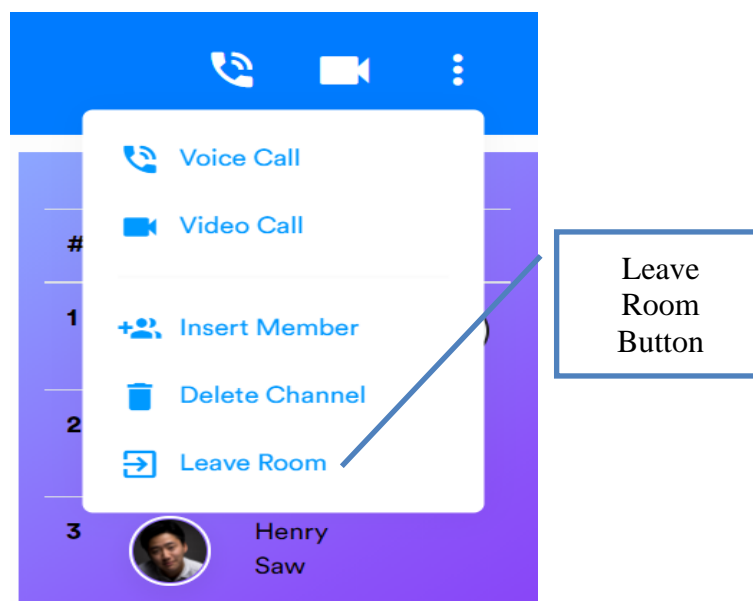 Voice Call
Video Call
#
1
Insert Member
Delete Channel
2
Leave Room
3
Henry
Saw
Leave
Room
Button